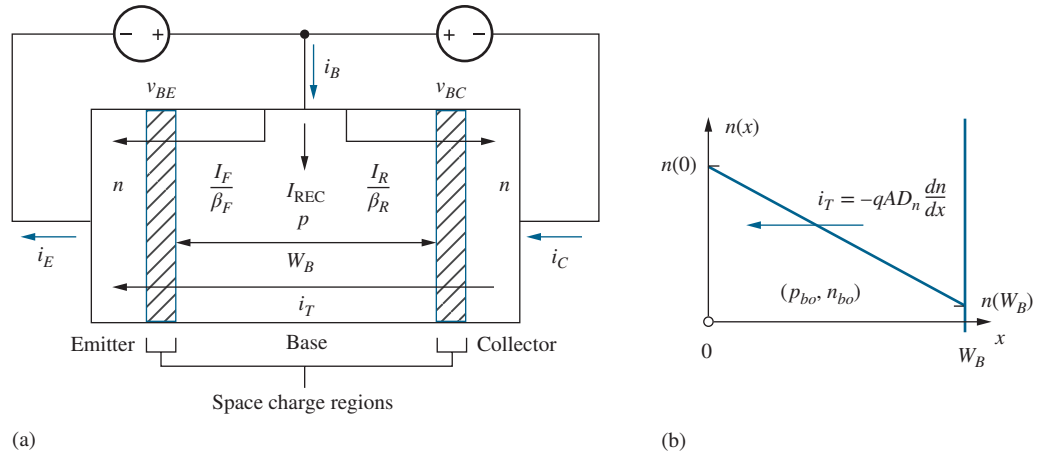 − +
+ −
i_B
v_BE
v_BC
n
I_F/β_F
I_REC
I_R/β_R
n
p
W_B
i_E
i_C
i_T
Emitter
Base
Collector
Space charge regions
(a)
n(x)
n(0)
i_T = −qAD_n dn/dx
(p_bo, n_bo)
n(W_B)
0
W_B
x
(b)